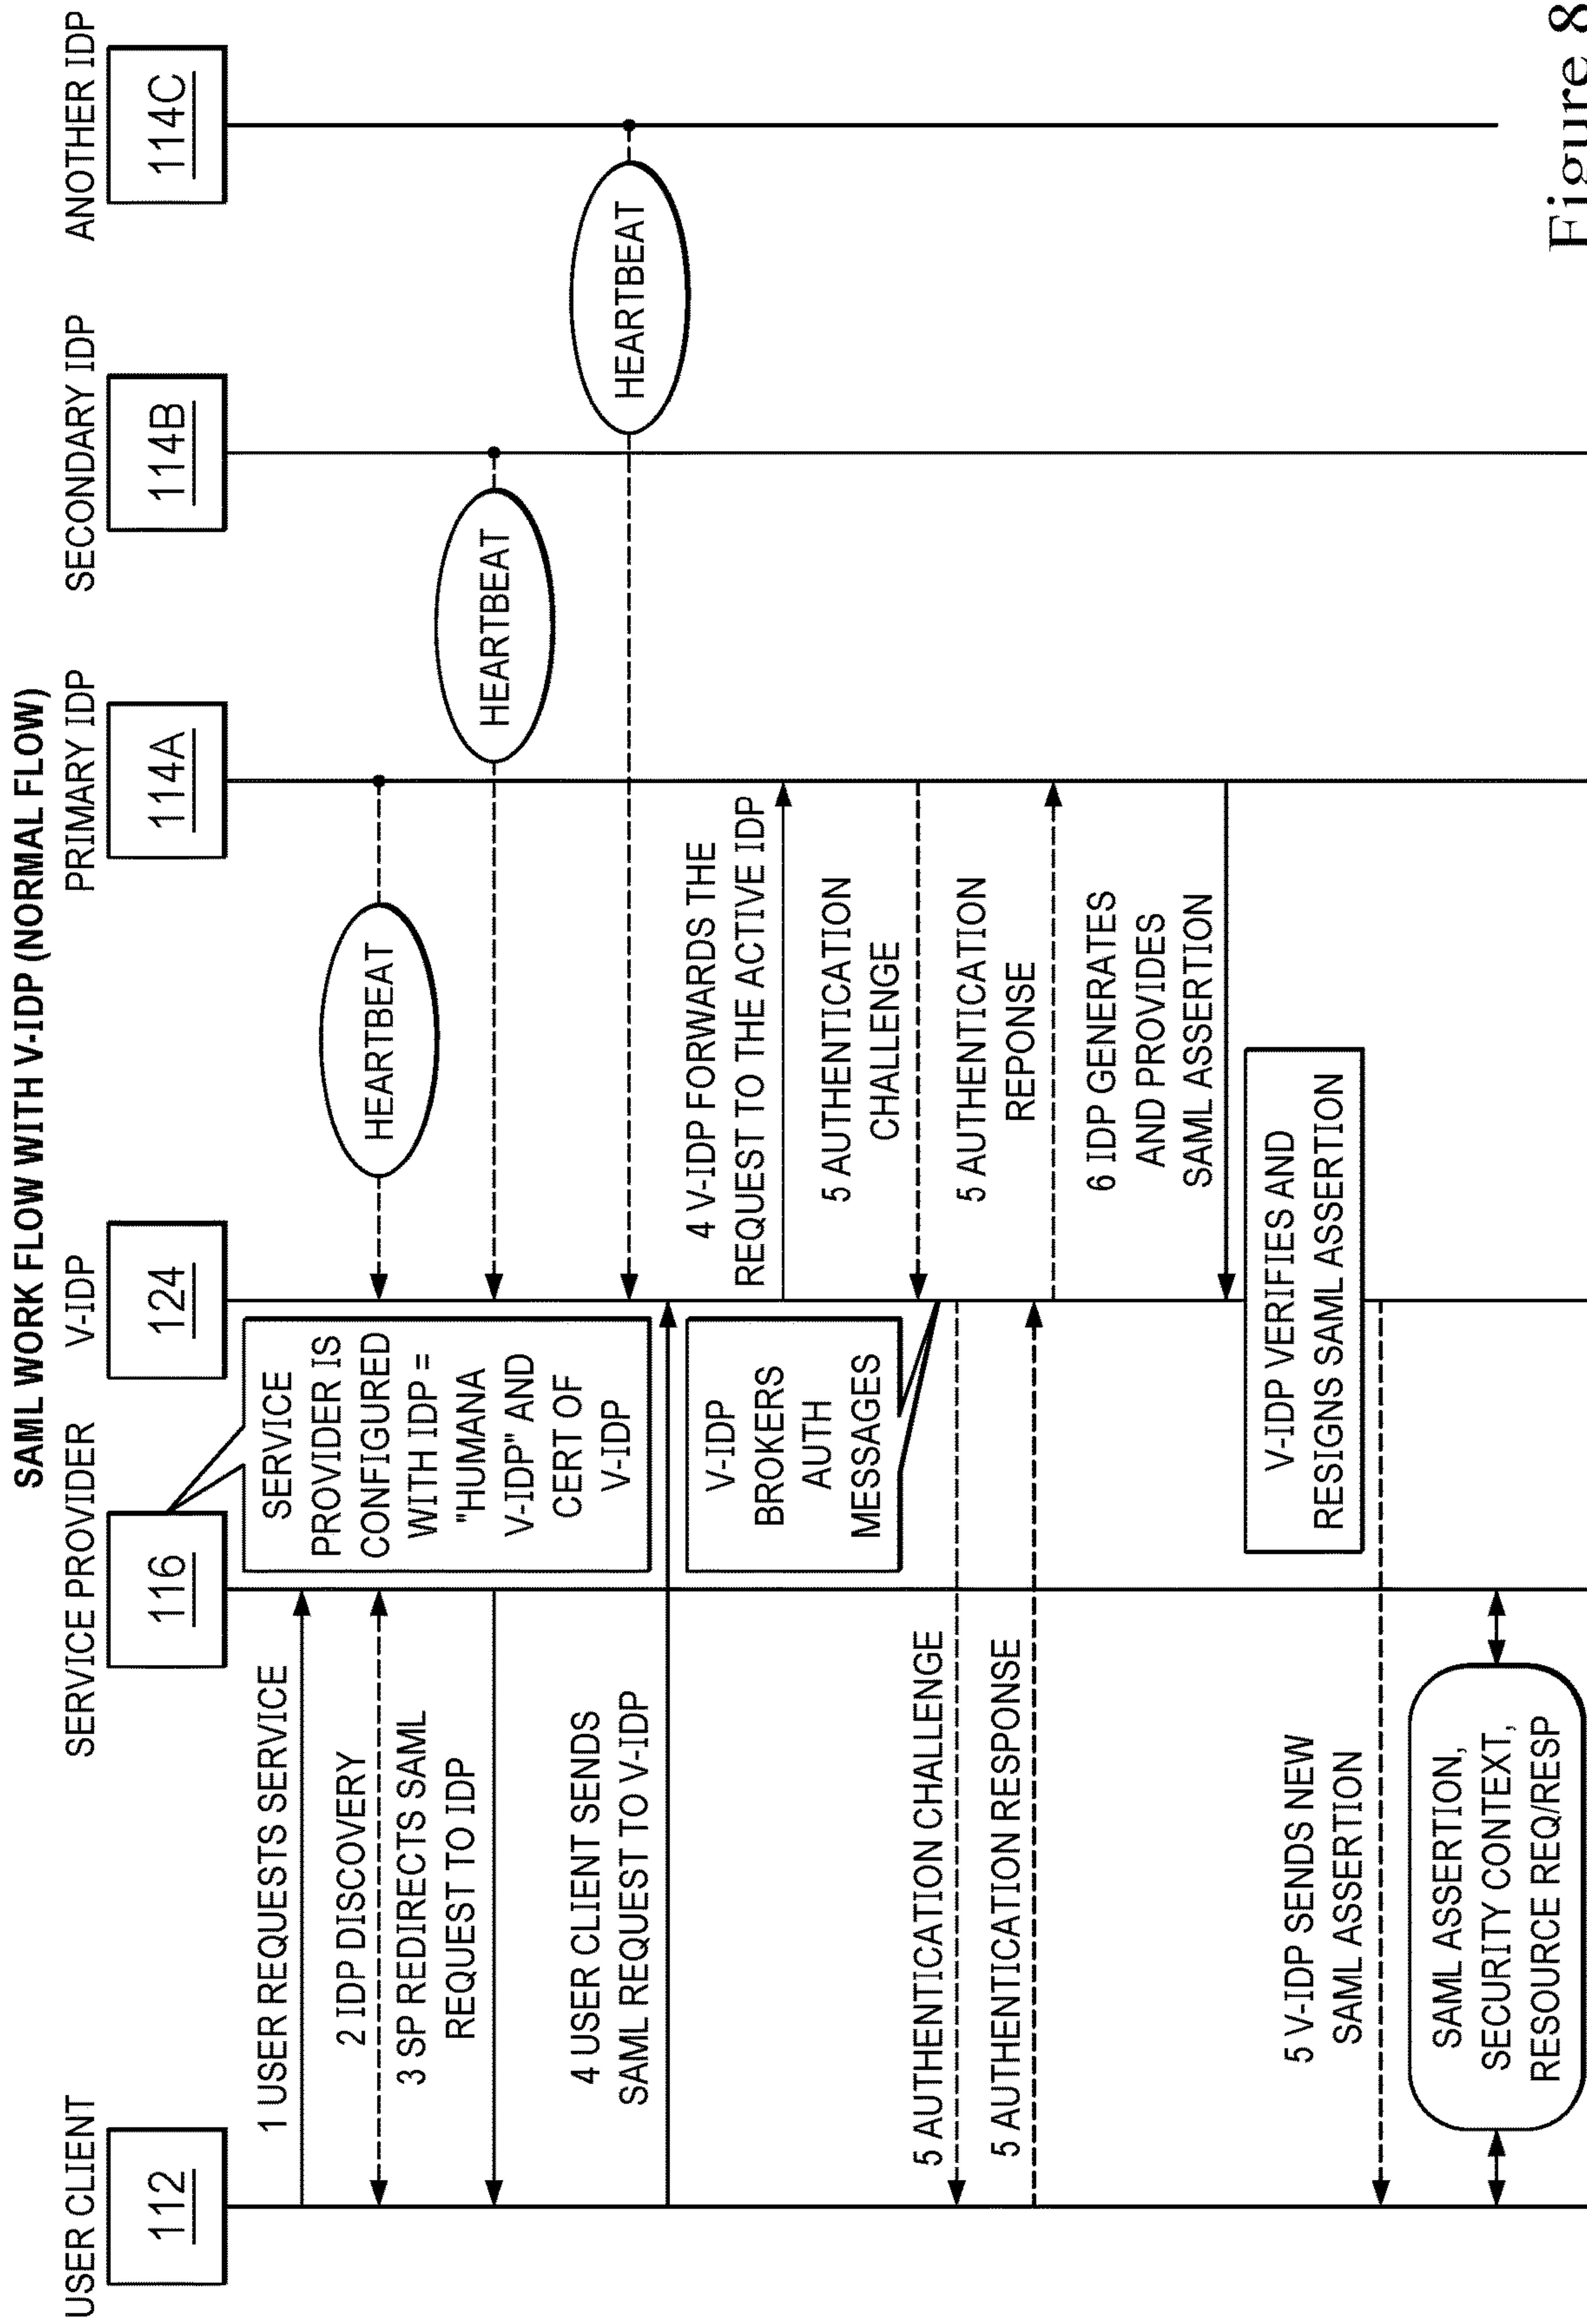 SAML WORK FLOW WITH V-IDP (NORMAL FLOW)
USER CLIENT
SERVICE PROVIDER
V-IDP
PRIMARY IDP
SECONDARY IDP
ANOTHER IDP
112
116
124
114A
114B
114C
1 USER REQUESTS SERVICE
2 IDP DISCOVERY
3 SP REDIRECTS SAML
REQUEST TO IDP
SERVICE
PROVIDER IS
CONFIGURED
WITH IDP =
"HUMANA
V-IDP" AND
CERT OF
V-IDP
HEARTBEAT
HEARTBEAT
HEARTBEAT
4 USER CLIENT SENDS
SAML REQUEST TO V-IDP
4 V-IDP FORWARDS THE
REQUEST TO THE ACTIVE IDP
V-IDP
BROKERS
AUTH
MESSAGES
5 AUTHENTICATION
CHALLENGE
5 AUTHENTICATION CHALLENGE
5 AUTHENTICATION RESPONSE
5 AUTHENTICATION
REPONSE
6 IDP GENERATES
AND PROVIDES
SAML ASSERTION
V-IDP VERIFIES AND
RESIGNS SAML ASSERTION
5 V-IDP SENDS NEW
SAML ASSERTION
SAML ASSERTION,
SECURITY CONTEXT,
RESOURCE REQ/RESP
Figure 8